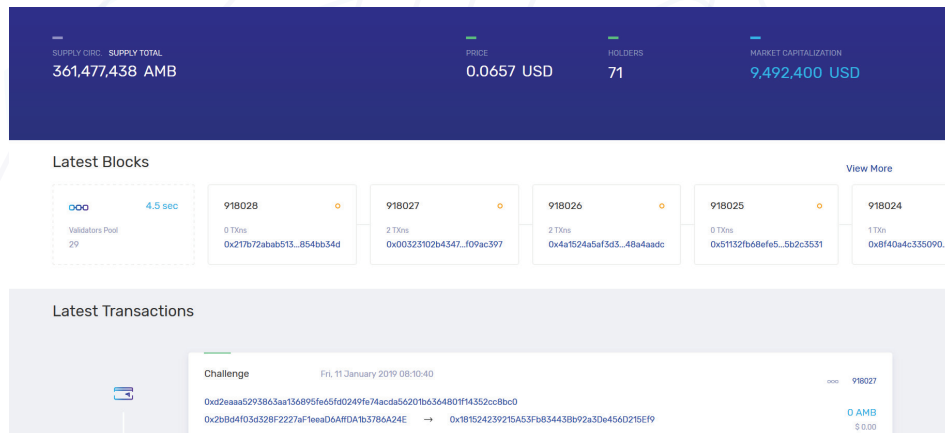 SUPPLY CIRC. SUPPLY TOTAL
361,477,438 AMB
PRICE
0.0657 USD
HOLDERS
71
MARKET CAPITALIZATION
9,492,400 USD
Latest Blocks
View More
4.5 sec
Validators Pool
29
918028
0 TXns
0x217b72abab513...854bb34d
918027
2 TXns
0x00323102b4347...f09ac397
918026
2 TXns
0x4a1524a5af3d3...48a4aadc
918025
0 TXns
0x51132fb68efe5...5b2c3531
918024
1 TXn
0x8f40a4c335090...
Latest Transactions
Challenge
Fri, 11 January 2019 08:10:40
918027
0xd2eaaa5293863aa136895fe65fd0249fe74acda56201b6364801f14352cc8bc0
0x2bBd4f03d328F2227aF1eeaD6AffDA1b3786A24E → 0x181524239215A53Fb83443Bb92a3De456D215Ef9
0 AMB
$ 0.00